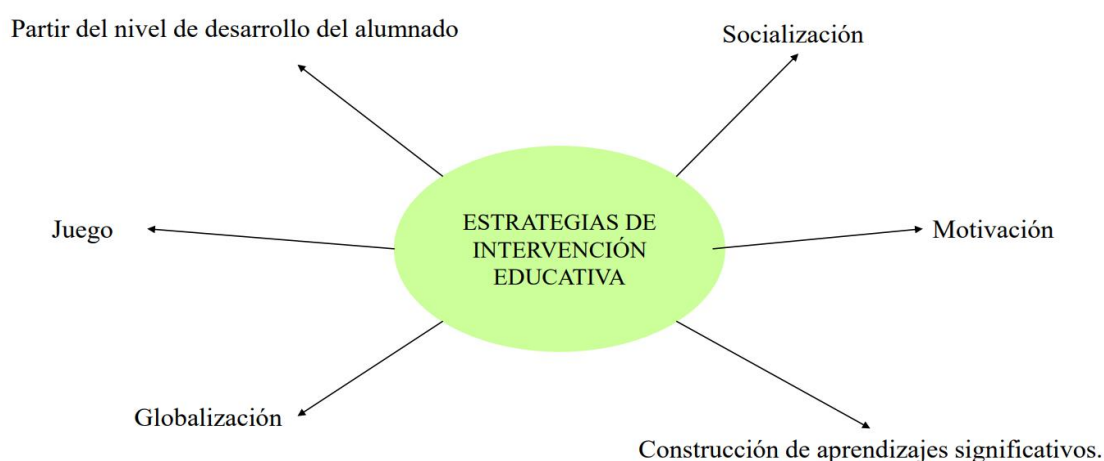 Partir del nivel de desarrollo del alumnado
Socialización
ESTRATEGIAS DE
INTERVENCIÓN
EDUCATIVA
Juego
Motivación
Globalización
Construcción de aprendizajes significativos.